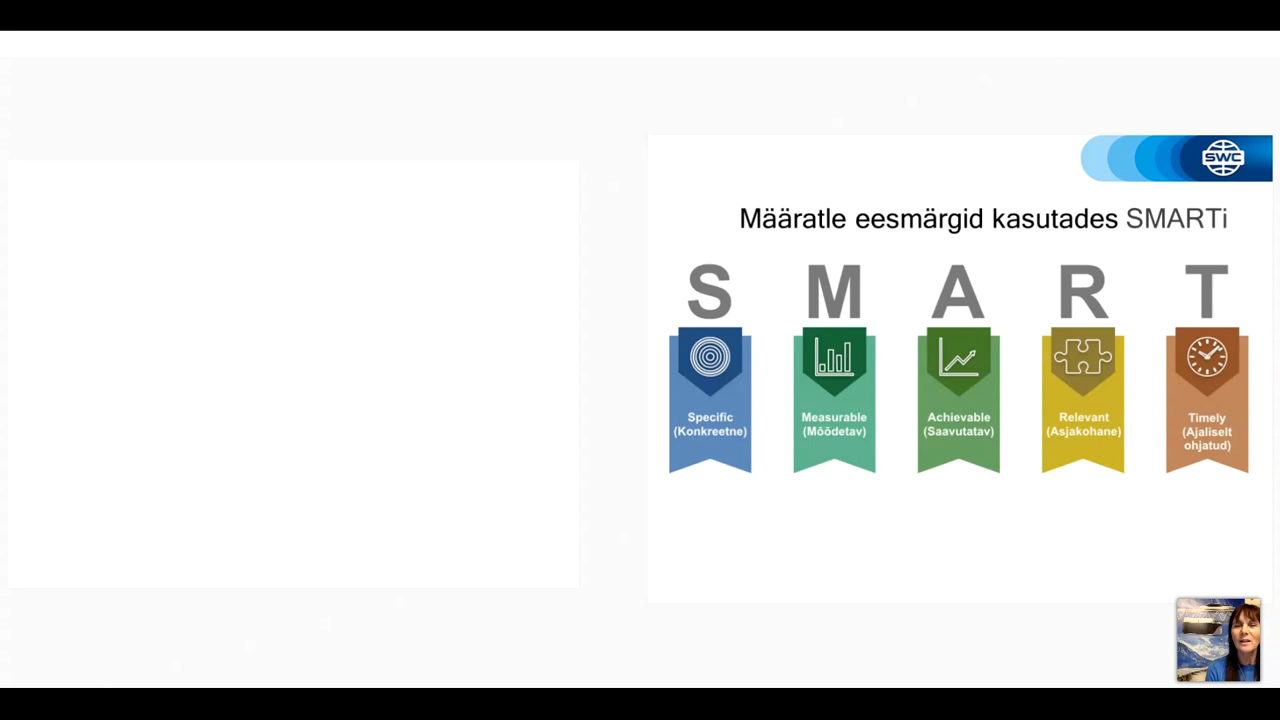 SWC
Määratle eesmärgid kasutades SMARTi
S M A R T
Specific
(Konkreetne)
Measurable
(Mõõdetav)
Achievable
(Saavutatav)
Relevant
(Asjakohane)
Timely
(Ajaliselt
ohjatud)